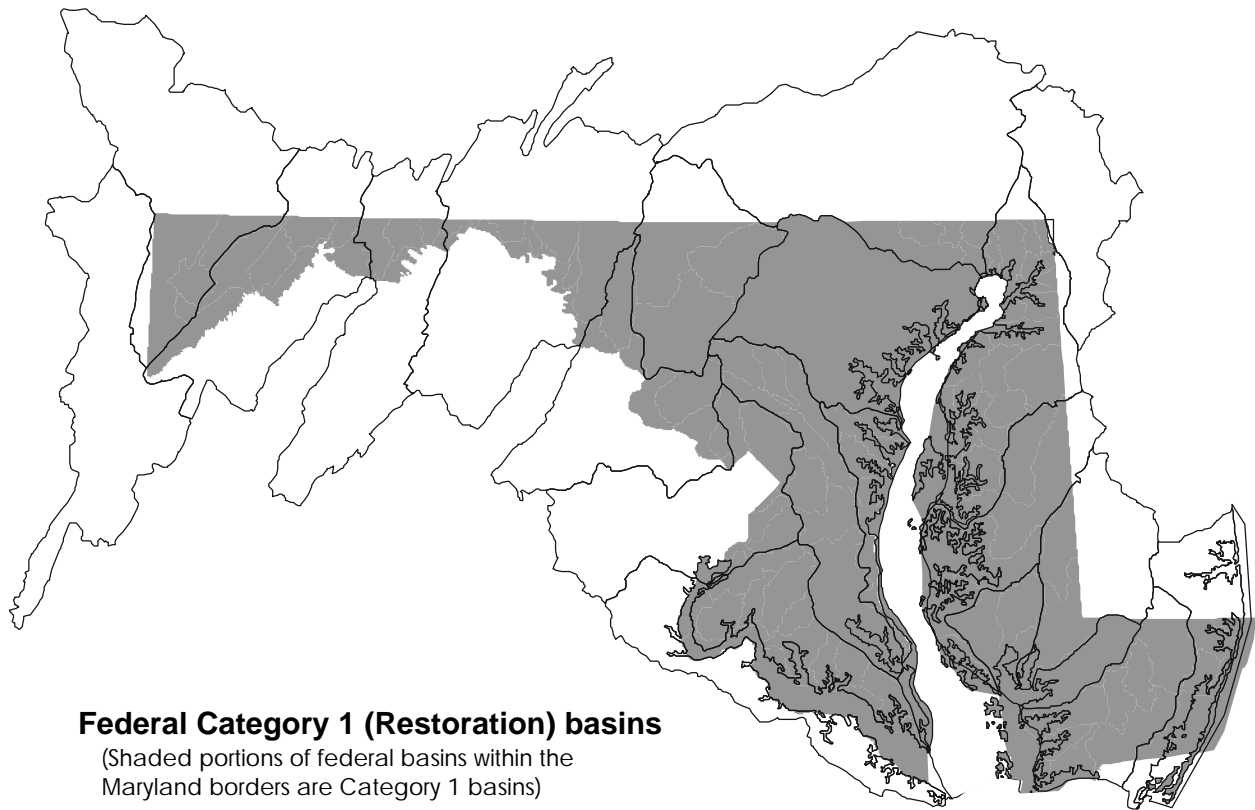 Federal Category 1 (Restoration) basins
(Shaded portions of federal basins within the
Maryland borders are Category 1 basins)